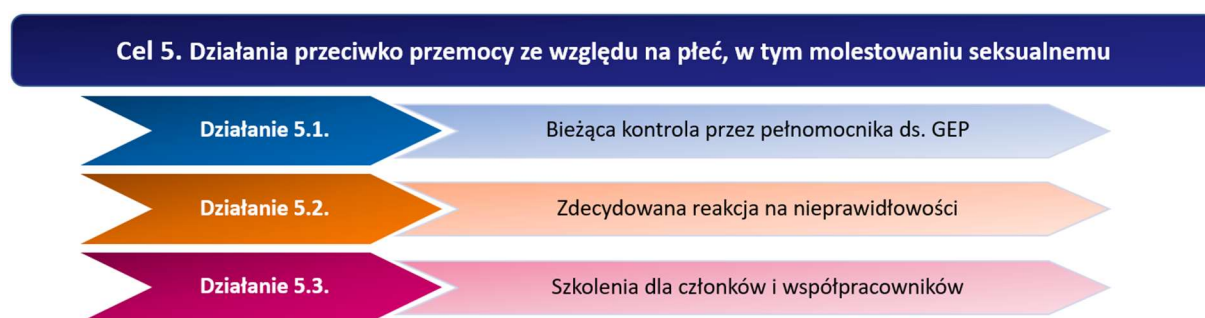 Cel 5. Działania przeciwko przemocy ze względu na płeć, w tym molestowaniu seksualnemu
Działanie 5.1.
Bieżąca kontrola przez pełnomocnika ds. GEP
Działanie 5.2.
Zdecydowana reakcja na nieprawidłowości
Działanie 5.3.
Szkolenia dla członków i współpracowników